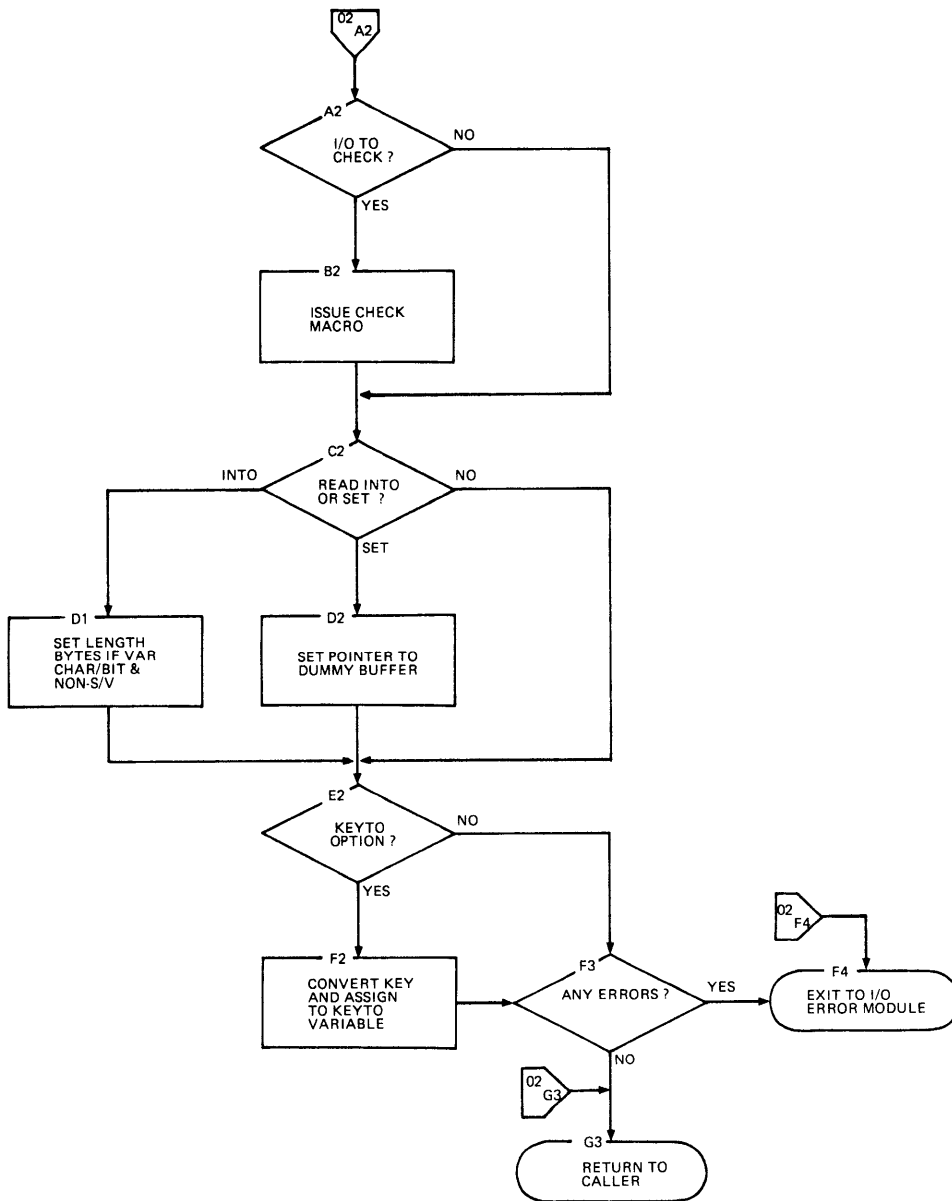 02
A2
A2
I/O TO
CHECK ?
NO
YES
B2
ISSUE CHECK
MACRO
C2
INTO
READ INTO
OR SET ?
NO
SET
D1
SET LENGTH
BYTES IF VAR
CHAR/BIT &
NON-S/V
D2
SET POINTER TO
DUMMY BUFFER
E2
KEYTO
OPTION ?
NO
YES
02
F4
F2
CONVERT KEY
AND ASSIGN
TO KEYTO
VARIABLE
F3
ANY ERRORS ?
YES
F4
EXIT TO I/O
ERROR MODULE
NO
02
G3
G3
RETURN TO
CALLER